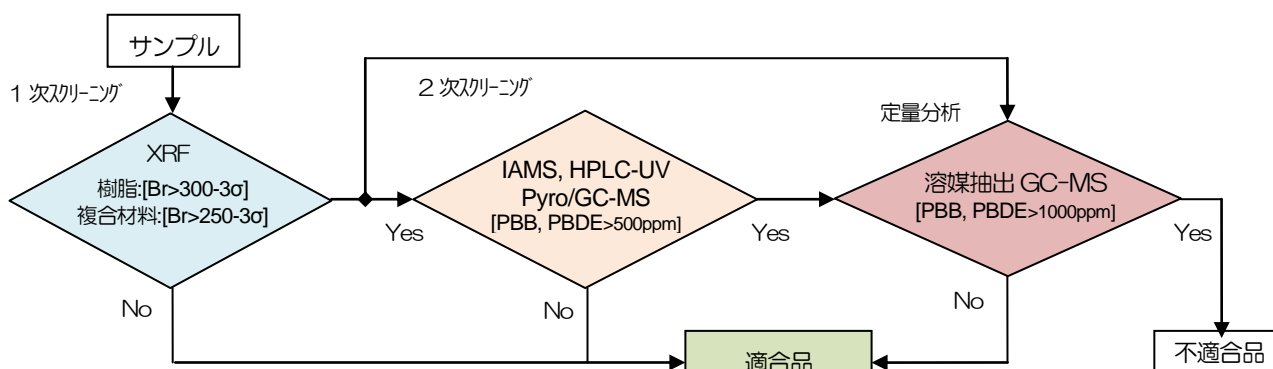 サンプル
1 次ｽｸﾘｰﾆﾝｸﾞ
XRF
樹脂:[Br>300-3σ]
複合材料:[Br>250-3σ]
Yes
No
2 次ｽｸﾘｰﾆﾝｸﾞ
IAMS, HPLC-UV
Pyro/GC-MS
[PBB, PBDE>500ppm]
Yes
No
定量分析
溶媒抽出 GC-MS
[PBB, PBDE>1000ppm]
Yes
No
適合品
不適合品